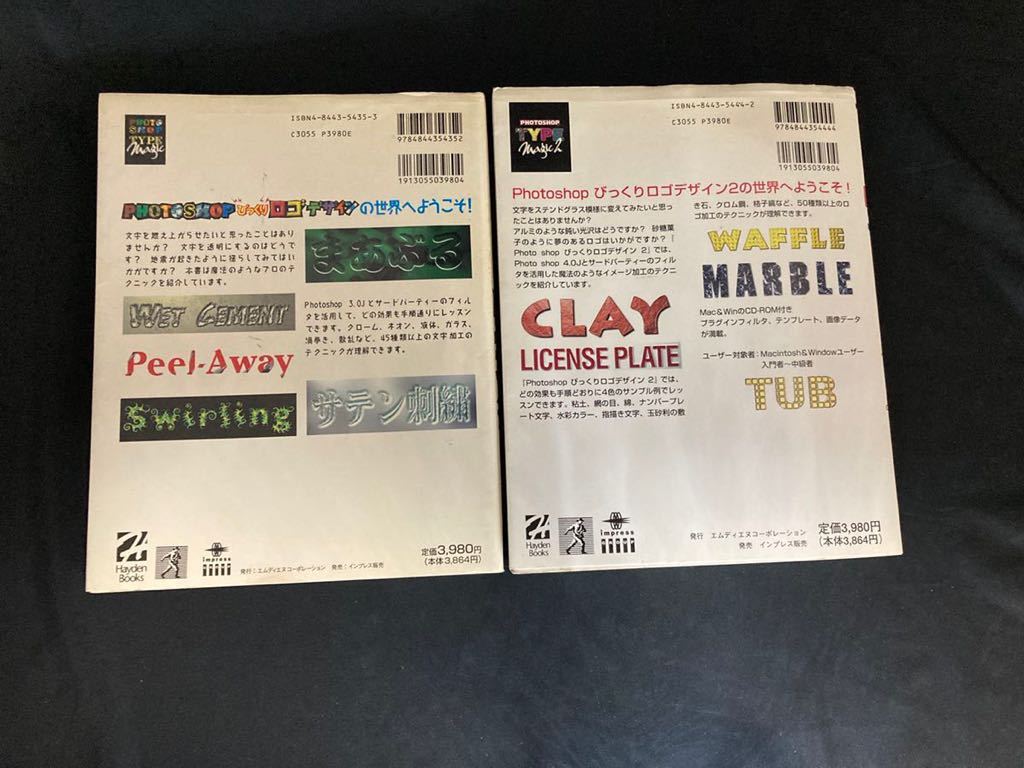 PHOTO
SHOP
TYPE
Magic
ISBN4-8443-5435-3
C3055 P3980E
9784844354352
1913055039804
PHOTOSHOP びっくり ロゴデザインの世界へようこそ!
文字を燃え上がらせたいと思ったことはあり
ませんか? 文字を透明にするのはどうで
す? 地震が起きたように揺らしてみてはい
かがですか? 本書は魔法のようなプロのテク
ニックを紹介しています。
まあぶる
WET CEMENT
Peel-Away
Swirling
Photoshop 3.0Jとサードパーティーのフィル
タを活用して、どの効果も手順通りにレッスン
できます。クローム、ネオン、液体、ガラス、
渦巻き、散乱など、45種類以上の文字加工の
テクニックが理解できます。
サテン刺繍
Hayden
Books
impress
発行:エムディエヌコーポレーション 発売:インプレス販売
定価3,980円
(本体3,864円)
PHOTOSHOP
TYPE
Magic 2
ISBN4-8443-5444-2
C3055 P3980E
9784844354444
1913055039804
Photoshop びっくりロゴデザイン2の世界へようこそ!
文字をステンドグラス模様に変えてみたいと思っ
たことはありませんか?
アルミのような鈍い光沢はどうですか? 砂糖菓
子のように夢のあるロゴはいかがですか?『
Photo shop びっくりロゴデザイン 2』では、
Photo shop 4.0Jとサードパーティーのフィル
タを活用した魔法のようなイメージ加工のテクニ
ックを紹介しています。
CLAY
LICENSE PLATE
『Photoshop びっくりロゴデザイン 2』では、
どの効果も手順どおりに4色のサンプル例でレッ
スンできます。粘土、網の目、綿、ナンバープレ
ート文字、水彩カラー、指描き文字、玉砂利の敷
き石、クロム鋼、格子縞など、50種類以上のロ
ゴ加工のテクニックが理解できます。
WAFFLE
MARBLE
Mac&WinのCD-ROM付き
プラグインフィルタ、テンプレート、画像データ
が満載。
ユーザー対象者:Macintosh&Windowユーザー
入門者～中級者
TUB
Hayden
Books
impress
発行 エムディエヌコーポレーション
発売 インプレス販売
定価3,980円
(本体3,864円)